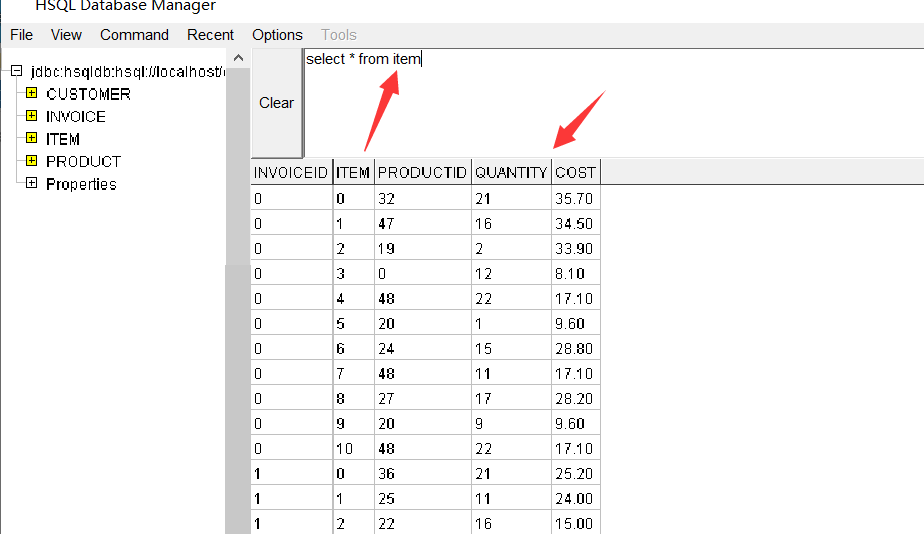 HSQL Database Manager
File View Command Recent Options Tools
jdbc:hsqldb:hsql://localhost/
CUSTOMER
INVOICE
ITEM
PRODUCT
Properties
Clear
select * from item
INVOICEID ITEM PRODUCTID QUANTITY COST
0 0 32 21 35.70
0 1 47 16 34.50
0 2 19 2 33.90
0 3 0 12 8.10
0 4 48 22 17.10
0 5 20 1 9.60
0 6 24 15 28.80
0 7 48 11 17.10
0 8 27 17 28.20
0 9 20 9 9.60
0 10 48 22 17.10
1 0 36 21 25.20
1 1 25 11 24.00
1 2 22 16 15.00